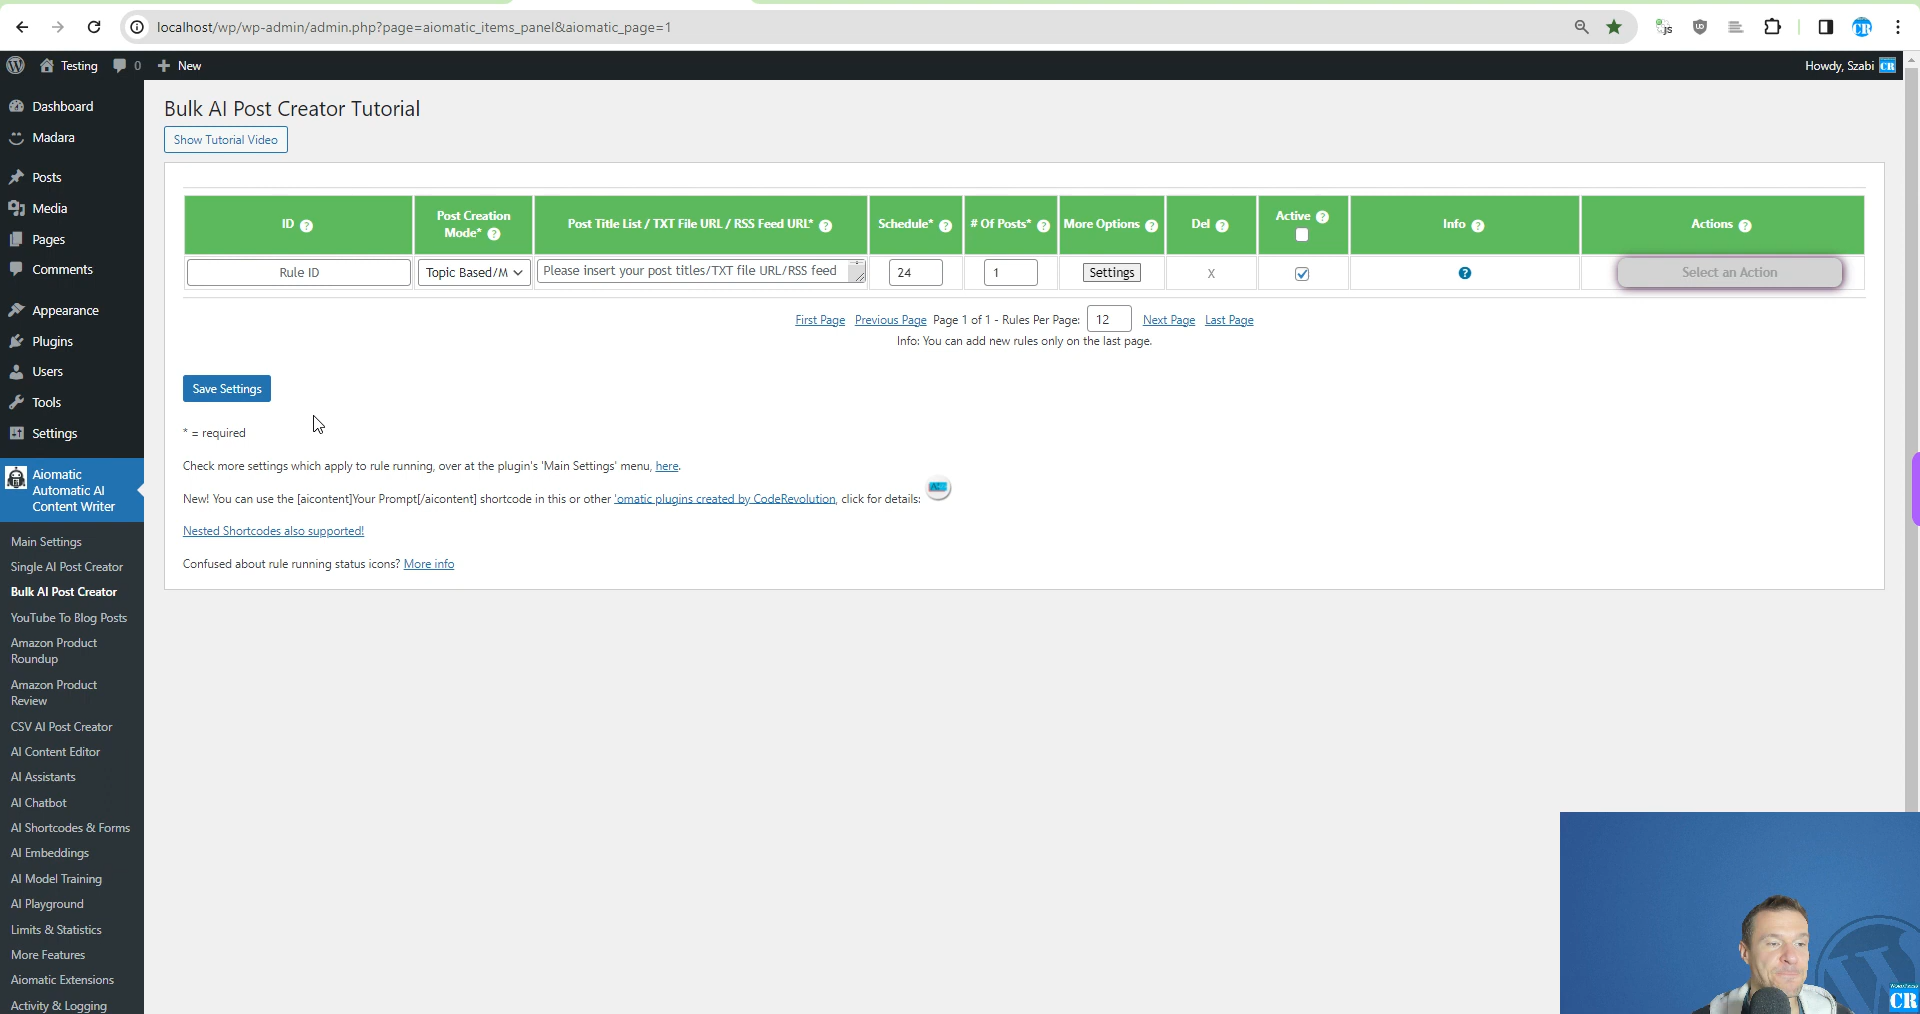 localhost/wp/wp-admin/admin.php?page=aiomatic_items_panel&aiomatic_page=1
Testing 0 New
Howdy, Szabi CR
Dashboard
Madara
Posts
Media
Pages
Comments
Appearance
Plugins
Users
Tools
Settings
Aiomatic
Automatic AI
Content Writer
Main Settings
Single AI Post Creator
Bulk AI Post Creator
YouTube To Blog Posts
Amazon Product
Roundup
Amazon Product
Review
CSV AI Post Creator
AI Content Editor
AI Assistants
AI Chatbot
AI Shortcodes & Forms
AI Embeddings
AI Model Training
AI Playground
Limits & Statistics
More Features
Aiomatic Extensions
Activity & Logging
Bulk AI Post Creator Tutorial
Show Tutorial Video
ID ?
Post Creation
Mode* ?
Post Title List / TXT File URL / RSS Feed URL* ?
Schedule* ?
# Of Posts* ?
More Options ?
Del ?
Active ?
Info ?
Actions ?
Rule ID
Topic Based/M
Please insert your post titles/TXT file URL/RSS feed
24
1
Settings
X
?
Select an Action
First Page Previous Page Page 1 of 1 - Rules Per Page: 12 Next Page Last Page
Info: You can add new rules only on the last page.
Save Settings
* = required
Check more settings which apply to rule running, over at the plugin's 'Main Settings' menu, here.
New! You can use the [aicontent]Your Prompt[/aicontent] shortcode in this or other 'omatic plugins created by CodeRevolution, click for details:
Nested Shortcodes also supported!
Confused about rule running status icons? More info
CR